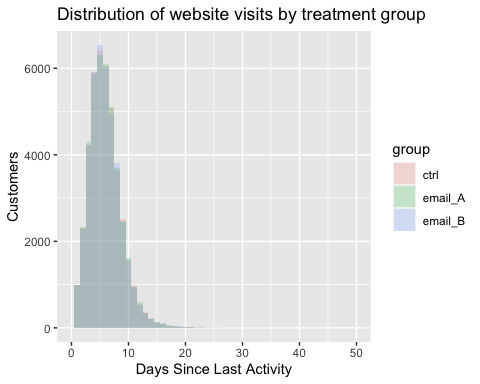 Distribution of website visits by treatment group
Customers
6000
4000
2000
0
0 10 20 30 40 50
Days Since Last Activity
group
ctrl
email_A
email_B